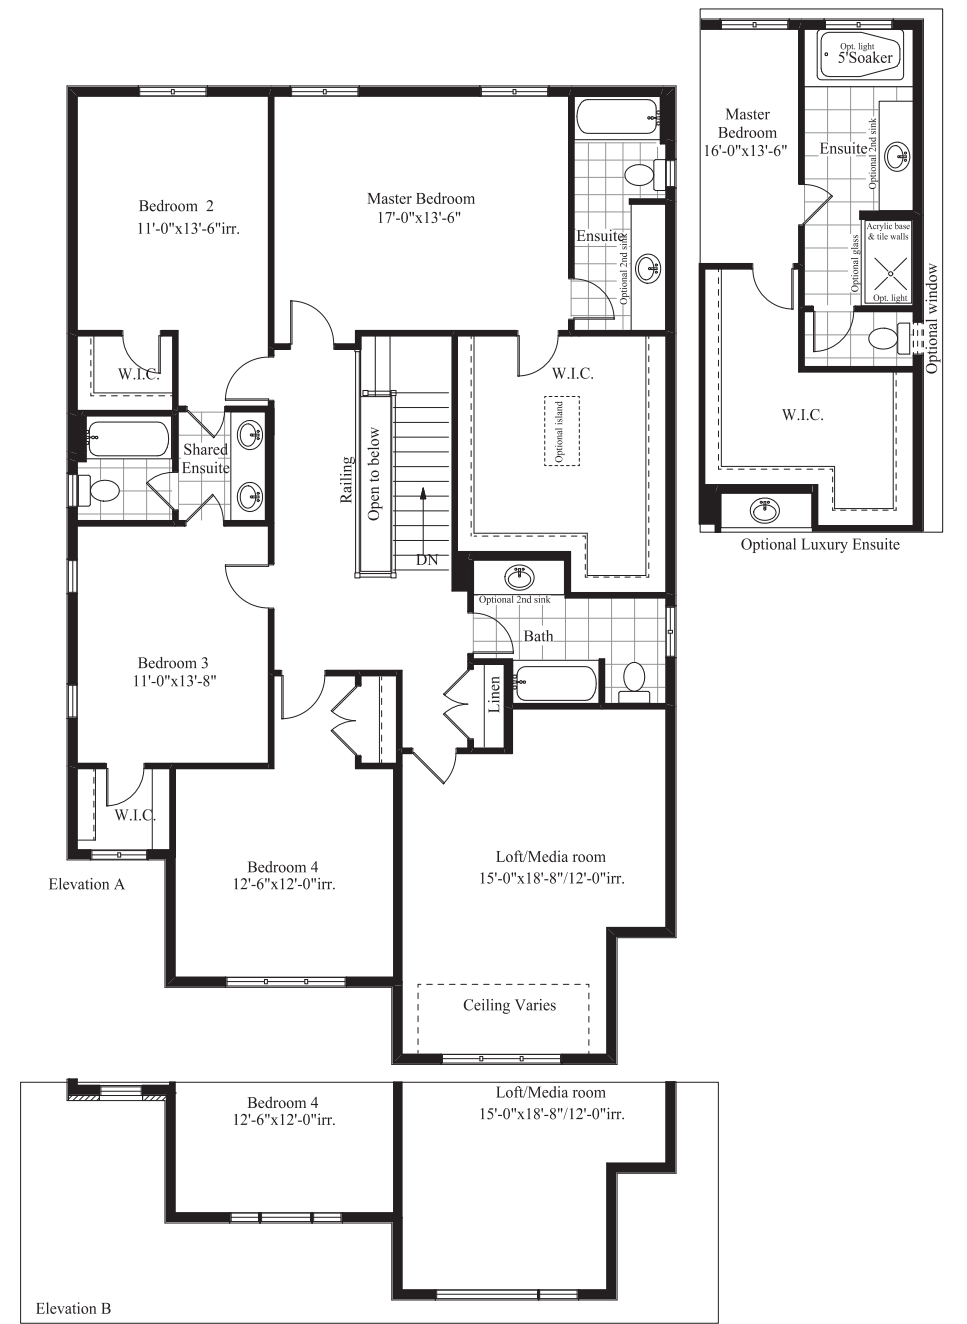 Opt. light
5'Soaker
Master
Bedroom
16'-0"x13'-6"
Ensuite
Optional 2nd sink
Acrylic base
& tile walls
Optional glass
Opt. light
Optional window
W.I.C.
Optional Luxury Ensuite
Bedroom 2
11'-0"x13'-6"irr.
Master Bedroom
17'-0"x13'-6"
Ensuite
Optional 2nd sink
W.I.C.
W.I.C.
Optional island
Shared
Ensuite
Railing
Open to below
DN
Optional 2nd sink
Bath
Bedroom 3
11'-0"x13'-8"
Linen
W.I.C.
Bedroom 4
12'-6"x12'-0"irr.
Loft/Media room
15'-0"x18'-8"/12'-0"irr.
Elevation A
Ceiling Varies
Bedroom 4
12'-6"x12'-0"irr.
Loft/Media room
15'-0"x18'-8"/12'-0"irr.
Elevation B